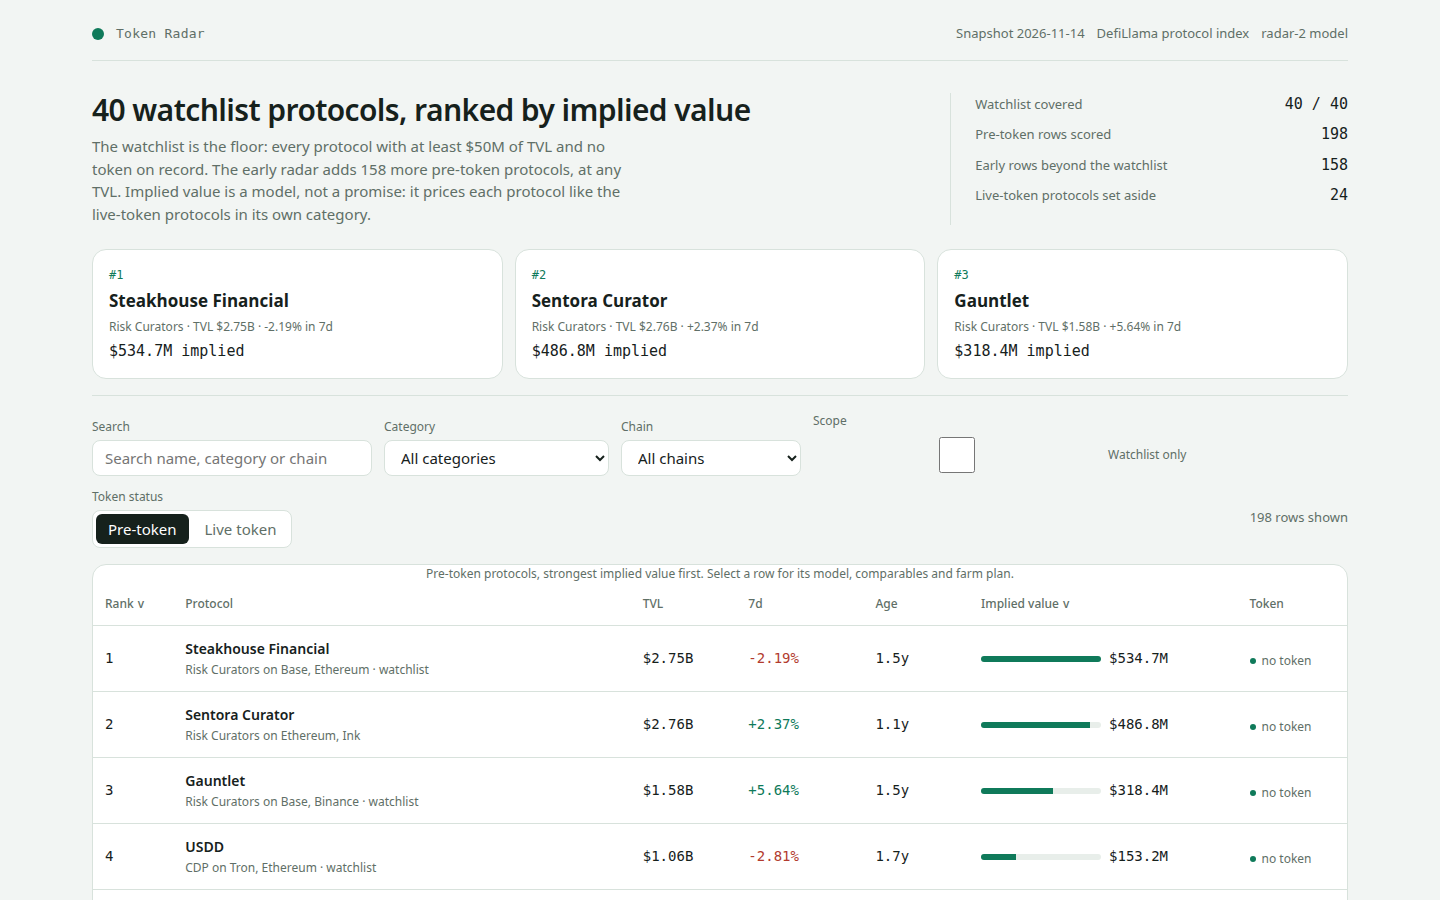 Token Radar
Snapshot 2026-11-14 DefiLlama protocol index radar-2 model
40 watchlist protocols, ranked by implied value
The watchlist is the floor: every protocol with at least $50M of TVL and no
token on record. The early radar adds 158 more pre-token protocols, at any
TVL. Implied value is a model, not a promise: it prices each protocol like the
live-token protocols in its own category.
Watchlist covered 40 / 40
Pre-token rows scored 198
Early rows beyond the watchlist 158
Live-token protocols set aside 24
#1
Steakhouse Financial
Risk Curators · TVL $2.75B · -2.19% in 7d
$534.7M implied
#2
Sentora Curator
Risk Curators · TVL $2.76B · +2.37% in 7d
$486.8M implied
#3
Gauntlet
Risk Curators · TVL $1.58B · +5.64% in 7d
$318.4M implied
Search
Search name, category or chain
Category
All categories
Chain
All chains
Scope
Watchlist only
Token status
Pre-token Live token
198 rows shown
Pre-token protocols, strongest implied value first. Select a row for its model, comparables and farm plan.
Rank v Protocol TVL 7d Age Implied value v Token
1 Steakhouse Financial $2.75B -2.19% 1.5y $534.7M no token
Risk Curators on Base, Ethereum · watchlist
2 Sentora Curator $2.76B +2.37% 1.1y $486.8M no token
Risk Curators on Ethereum, Ink
3 Gauntlet $1.58B +5.64% 1.5y $318.4M no token
Risk Curators on Base, Binance · watchlist
4 USDD $1.06B -2.81% 1.7y $153.2M no token
CDP on Tron, Ethereum · watchlist